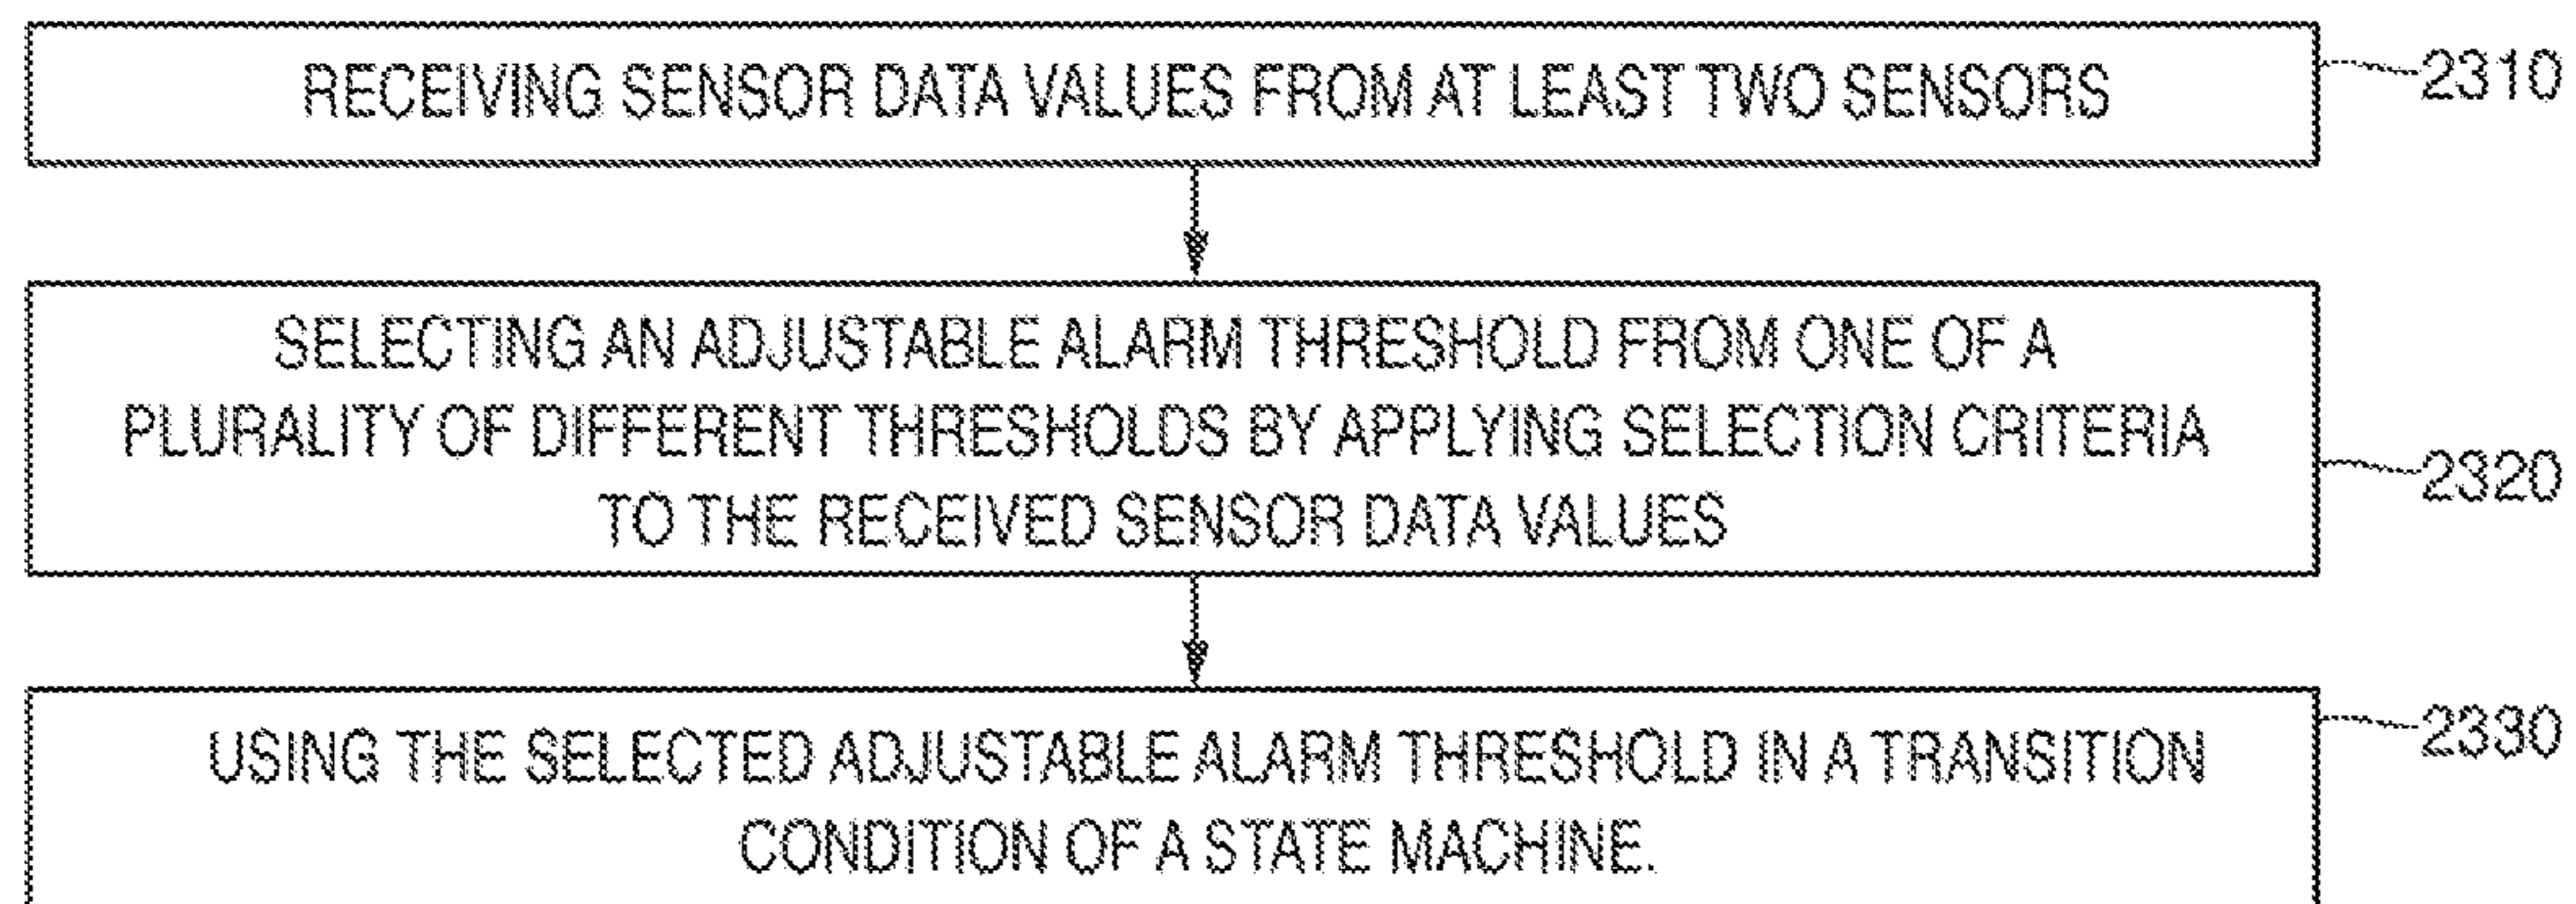 RECEIVING SENSOR DATA VALUES FROM AT LEAST TWO SENSORS
2310
SELECTING AN ADJUSTABLE ALARM THRESHOLD FROM ONE OF A
PLURALITY OF DIFFERENT THRESHOLDS BY APPLYING SELECTION CRITERIA
TO THE RECEIVED SENSOR DATA VALUES
2320
USING THE SELECTED ADJUSTABLE ALARM THRESHOLD IN A TRANSITION
CONDITION OF A STATE MACHINE.
2330